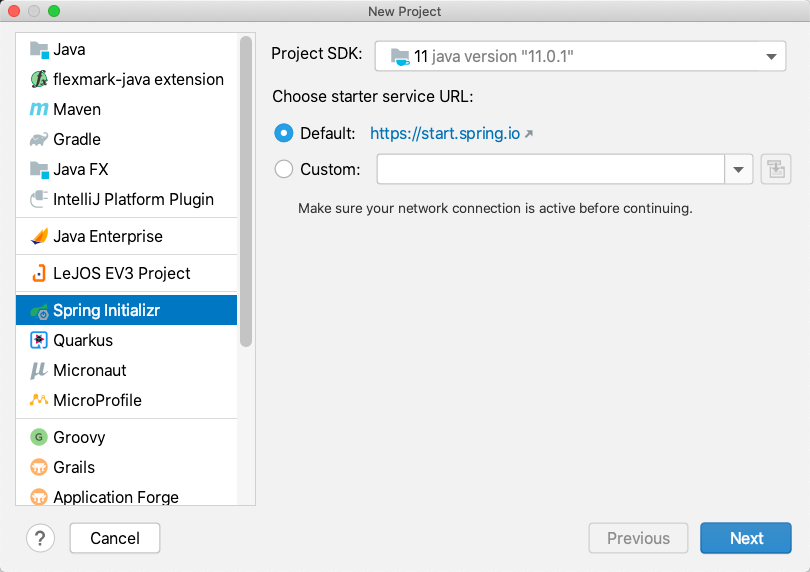 New Project
Java
flexmark-java extension
Maven
Gradle
Java FX
IntelliJ Platform Plugin
Java Enterprise
LeJOS EV3 Project
Spring Initializr
Quarkus
Micronaut
MicroProfile
Groovy
Grails
Application Forge
Project SDK: 11 java version "11.0.1"
Choose starter service URL:
Default: https://start.spring.io
Custom:
Make sure your network connection is active before continuing.
? Cancel Previous Next